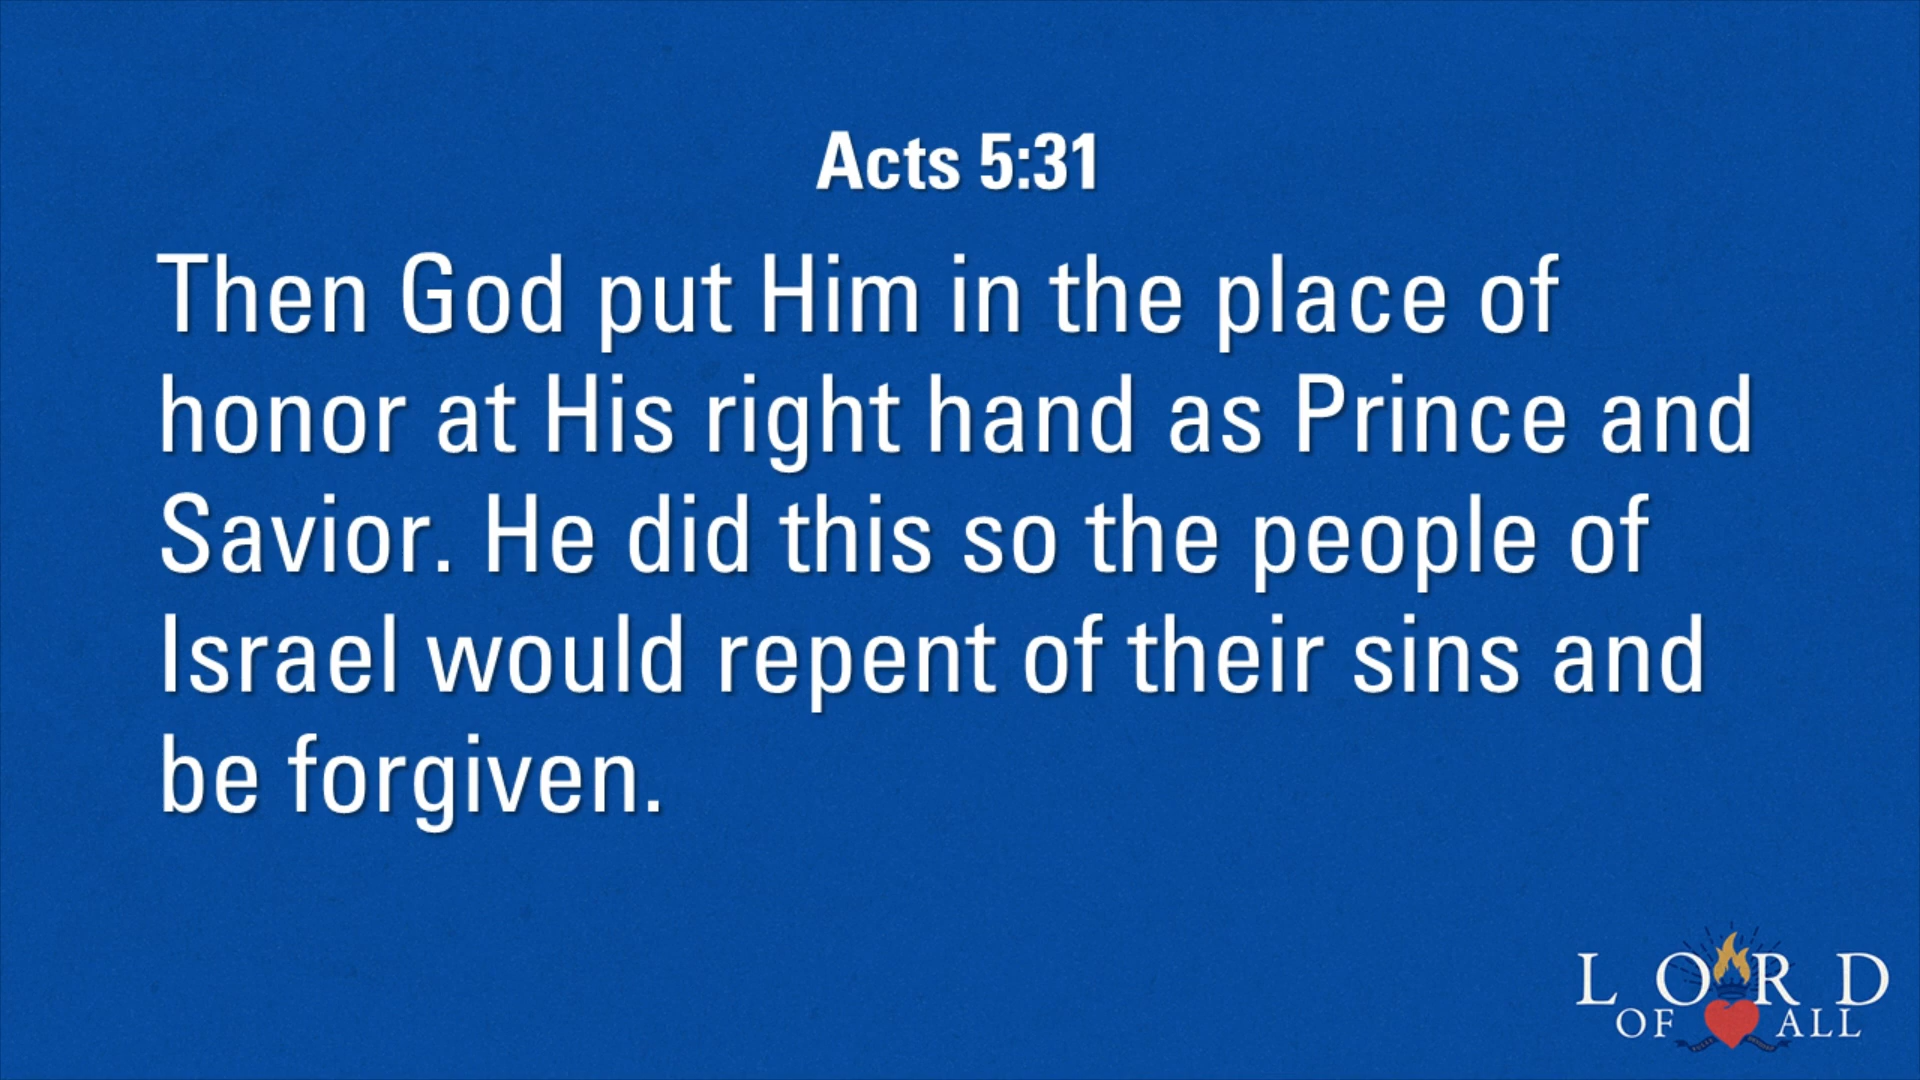 Acts 5:31
Then God put Him in the place of
honor at His right hand as Prince and
Savior. He did this so the people of
Israel would repent of their sins and
be forgiven.
LORD
OF ALL